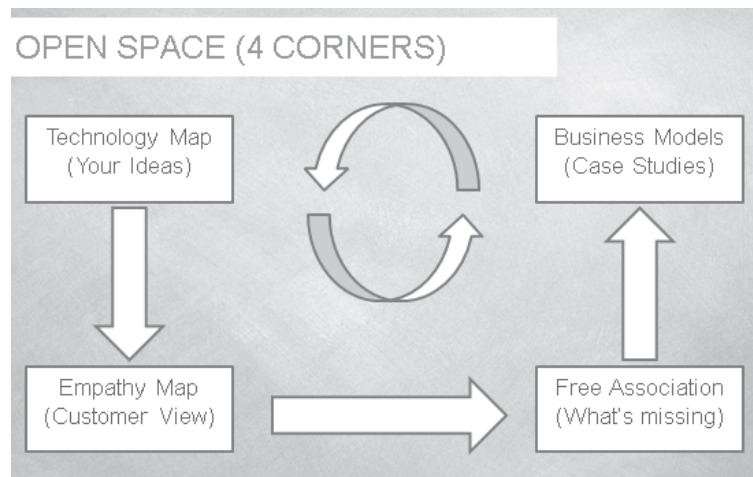 OPEN SPACE (4 CORNERS)
Technology Map
(Your Ideas)
Business Models
(Case Studies)
Empathy Map
(Customer View)
Free Association
(What's missing)